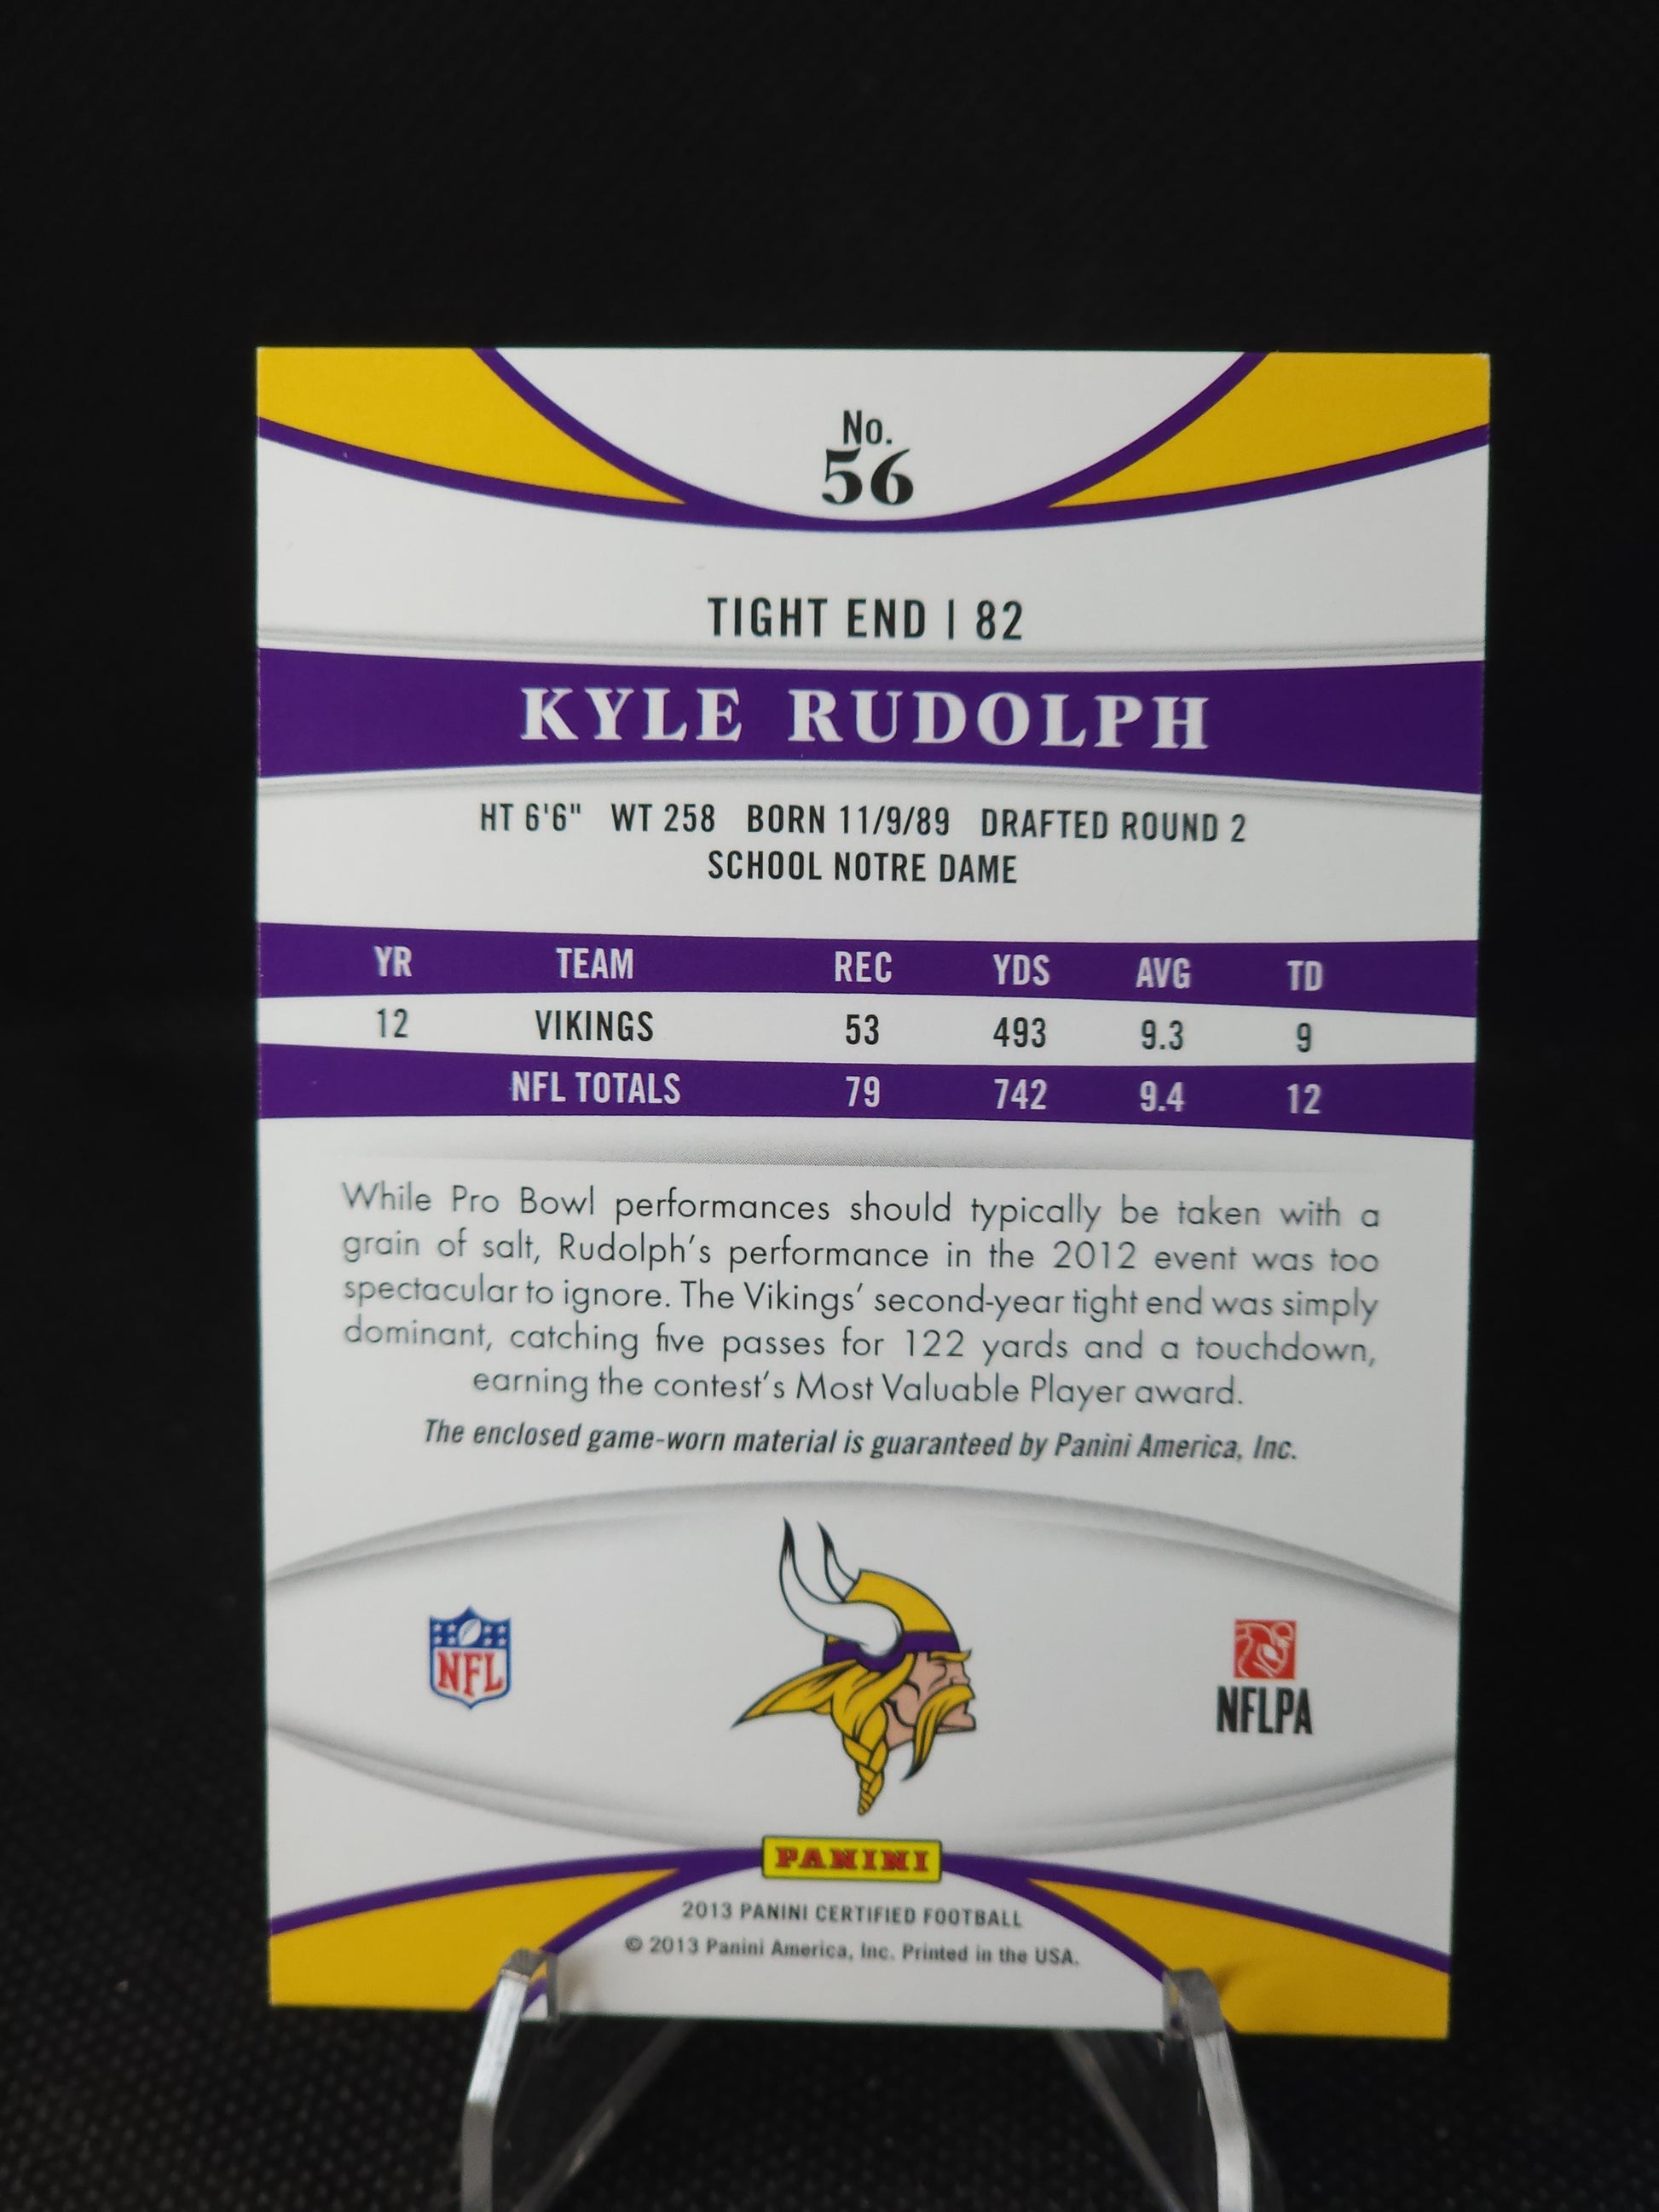 No.
56
TIGHT END | 82
KYLE RUDOLPH
HT 6'6" WT 258 BORN 11/9/89 DRAFTED ROUND 2
SCHOOL NOTRE DAME
YR TEAM REC YDS AVG TD
12 VIKINGS 53 493 9.3 9
NFL TOTALS 79 742 9.4 12
While Pro Bowl performances should typically be taken with a
grain of salt, Rudolph's performance in the 2012 event was too
spectacular to ignore. The Vikings' second-year tight end was simply
dominant, catching five passes for 122 yards and a touchdown,
earning the contest's Most Valuable Player award.
The enclosed game-worn material is guaranteed by Panini America, Inc.
NFL
NFLPA
PANINI
2013 PANINI CERTIFIED FOOTBALL
© 2013 Panini America, Inc. Printed in the USA.